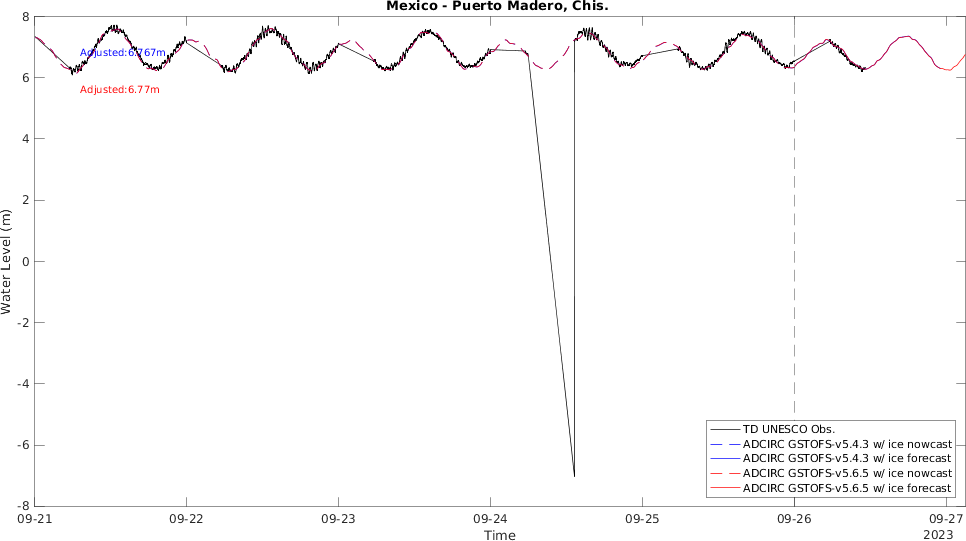 Mexico - Puerto Madero, Chis.
8
6
4
2
0
-2
-4
-6
-8
Water Level (m)
Adjusted:6.767m
Adjusted:6.77m
TD UNESCO Obs.
ADCIRC GSTOFS-v5.4.3 w/ ice nowcast
ADCIRC GSTOFS-v5.4.3 w/ ice forecast
ADCIRC GSTOFS-v5.6.5 w/ ice nowcast
ADCIRC GSTOFS-v5.6.5 w/ ice forecast
09-21 09-22 09-23 09-24 09-25 09-26 09-27
Time
2023